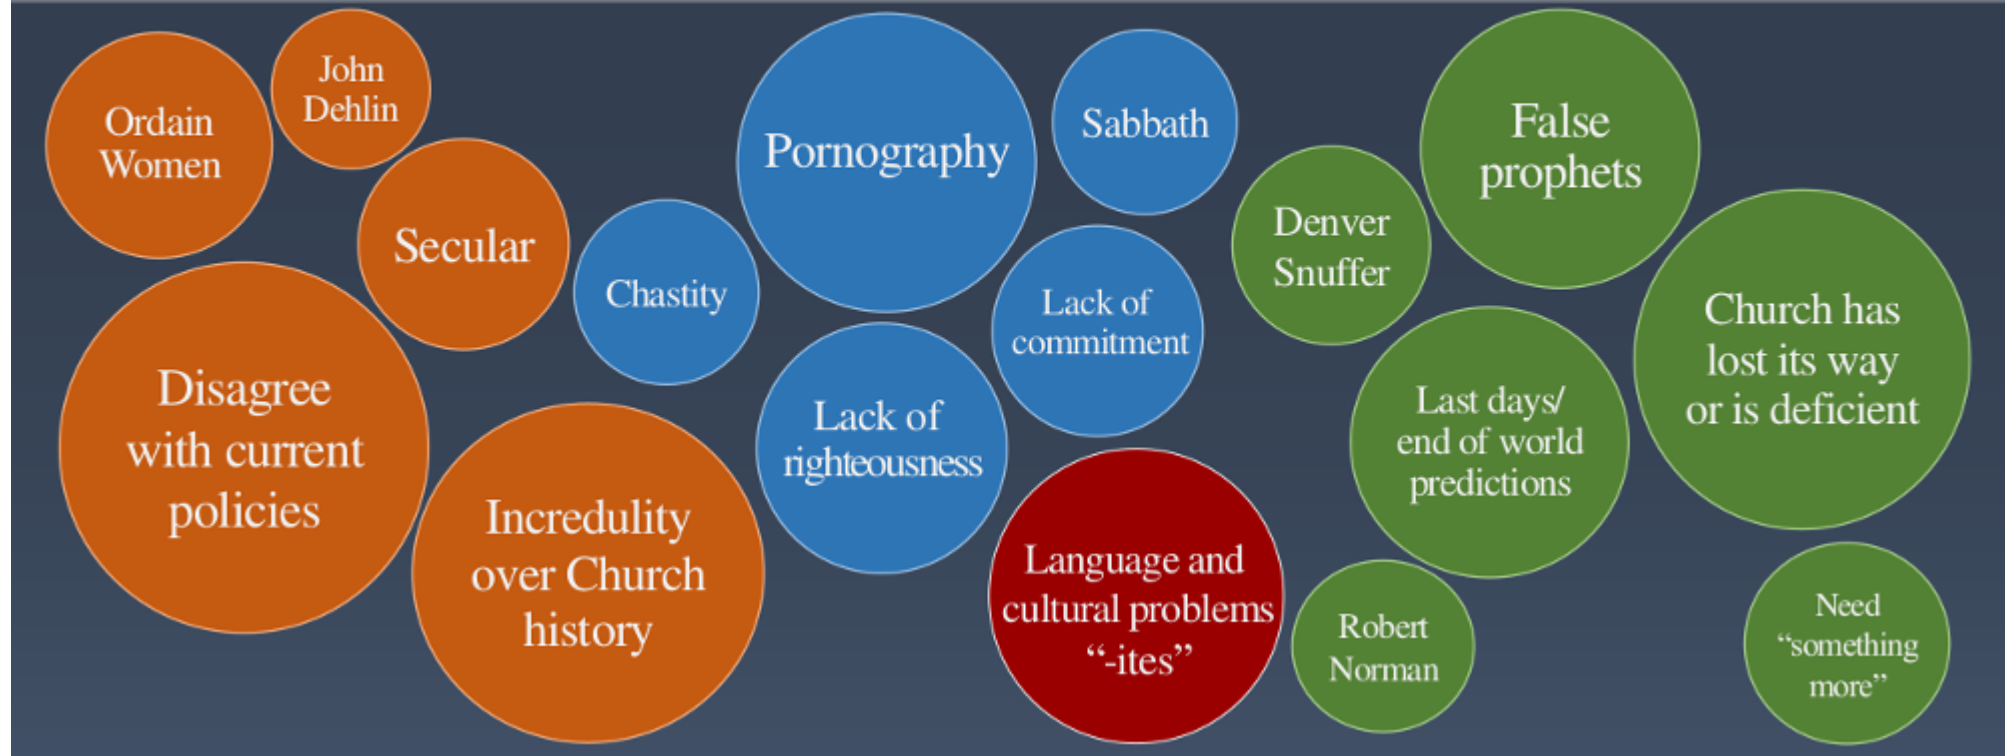 Ordain
Women
John
Dehlin
Secular
Disagree
with current
policies
Incredulity
over Church
history
Chastity
Pornography
Sabbath
Lack of
commitment
Lack of
righteousness
Language and
cultural problems
“-ites”
Denver
Snuffer
False
prophets
Last days/
end of world
predictions
Church has
lost its way
or is deficient
Robert
Norman
Need
“something
more”